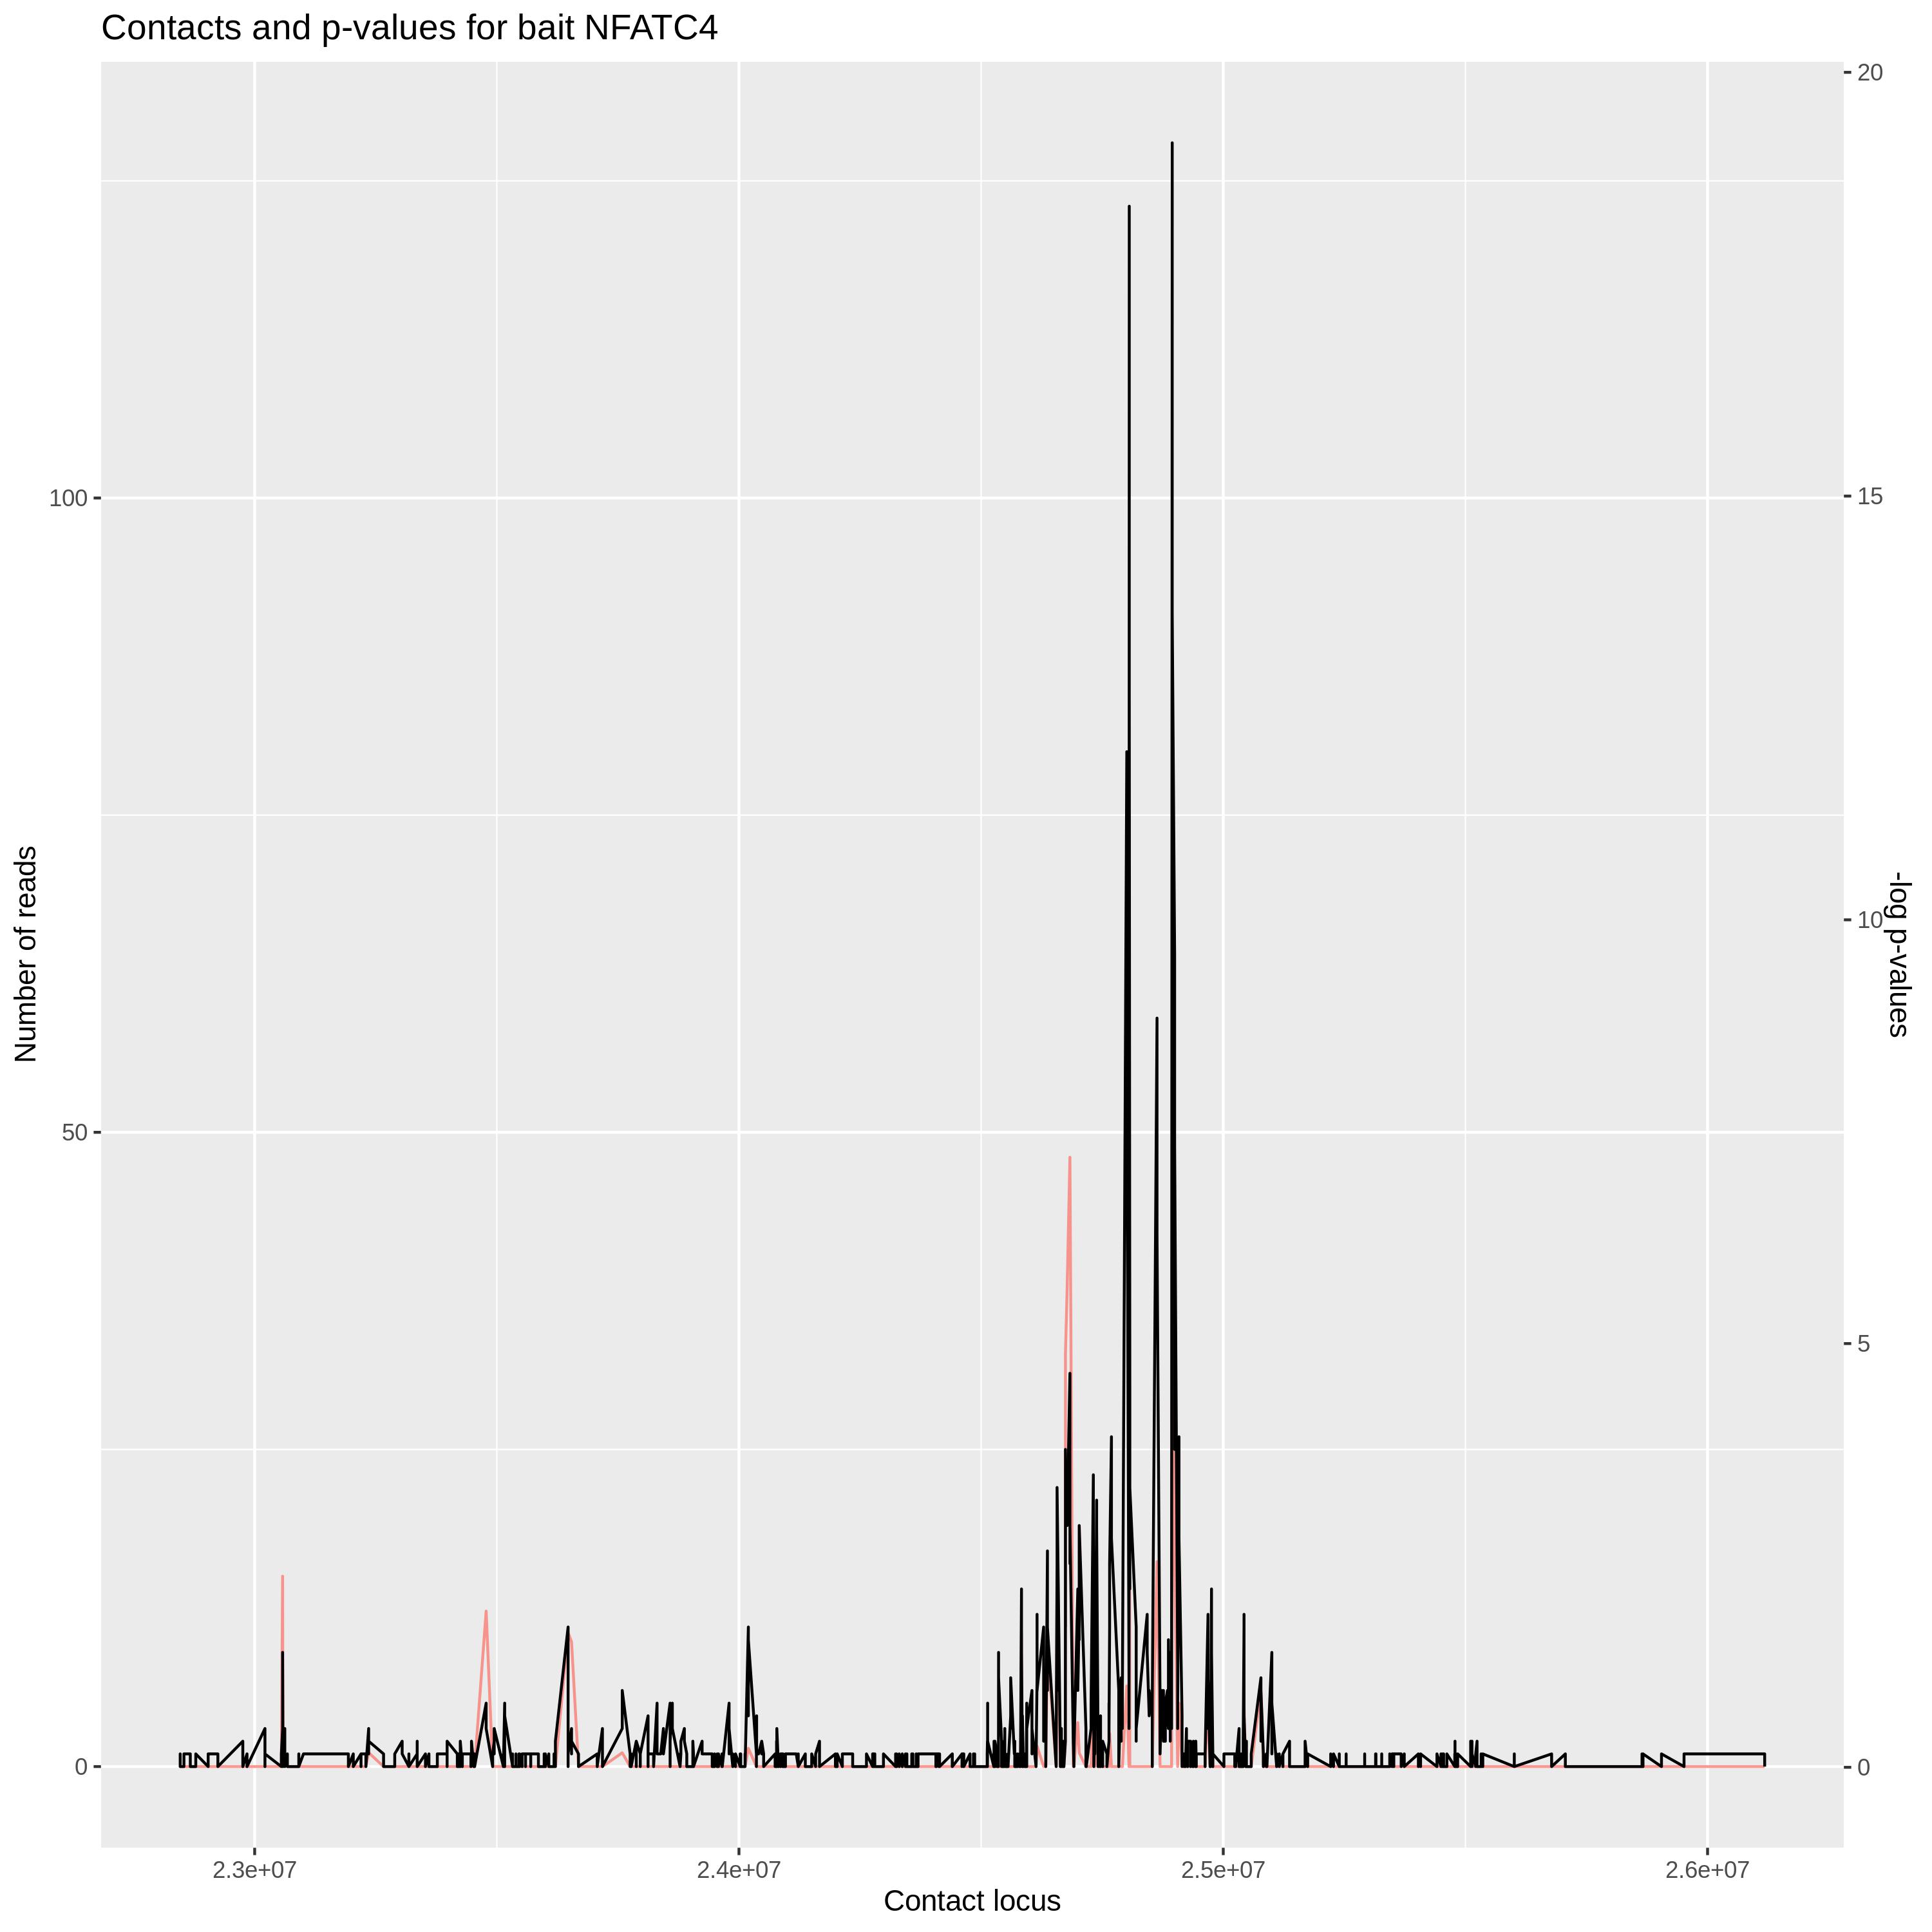 Contacts and p-values for bait NFATC4
Number of reads
100
50
0
20
15
10
5
0
-log p-values
2.3e+07
2.4e+07
2.5e+07
2.6e+07
Contact locus